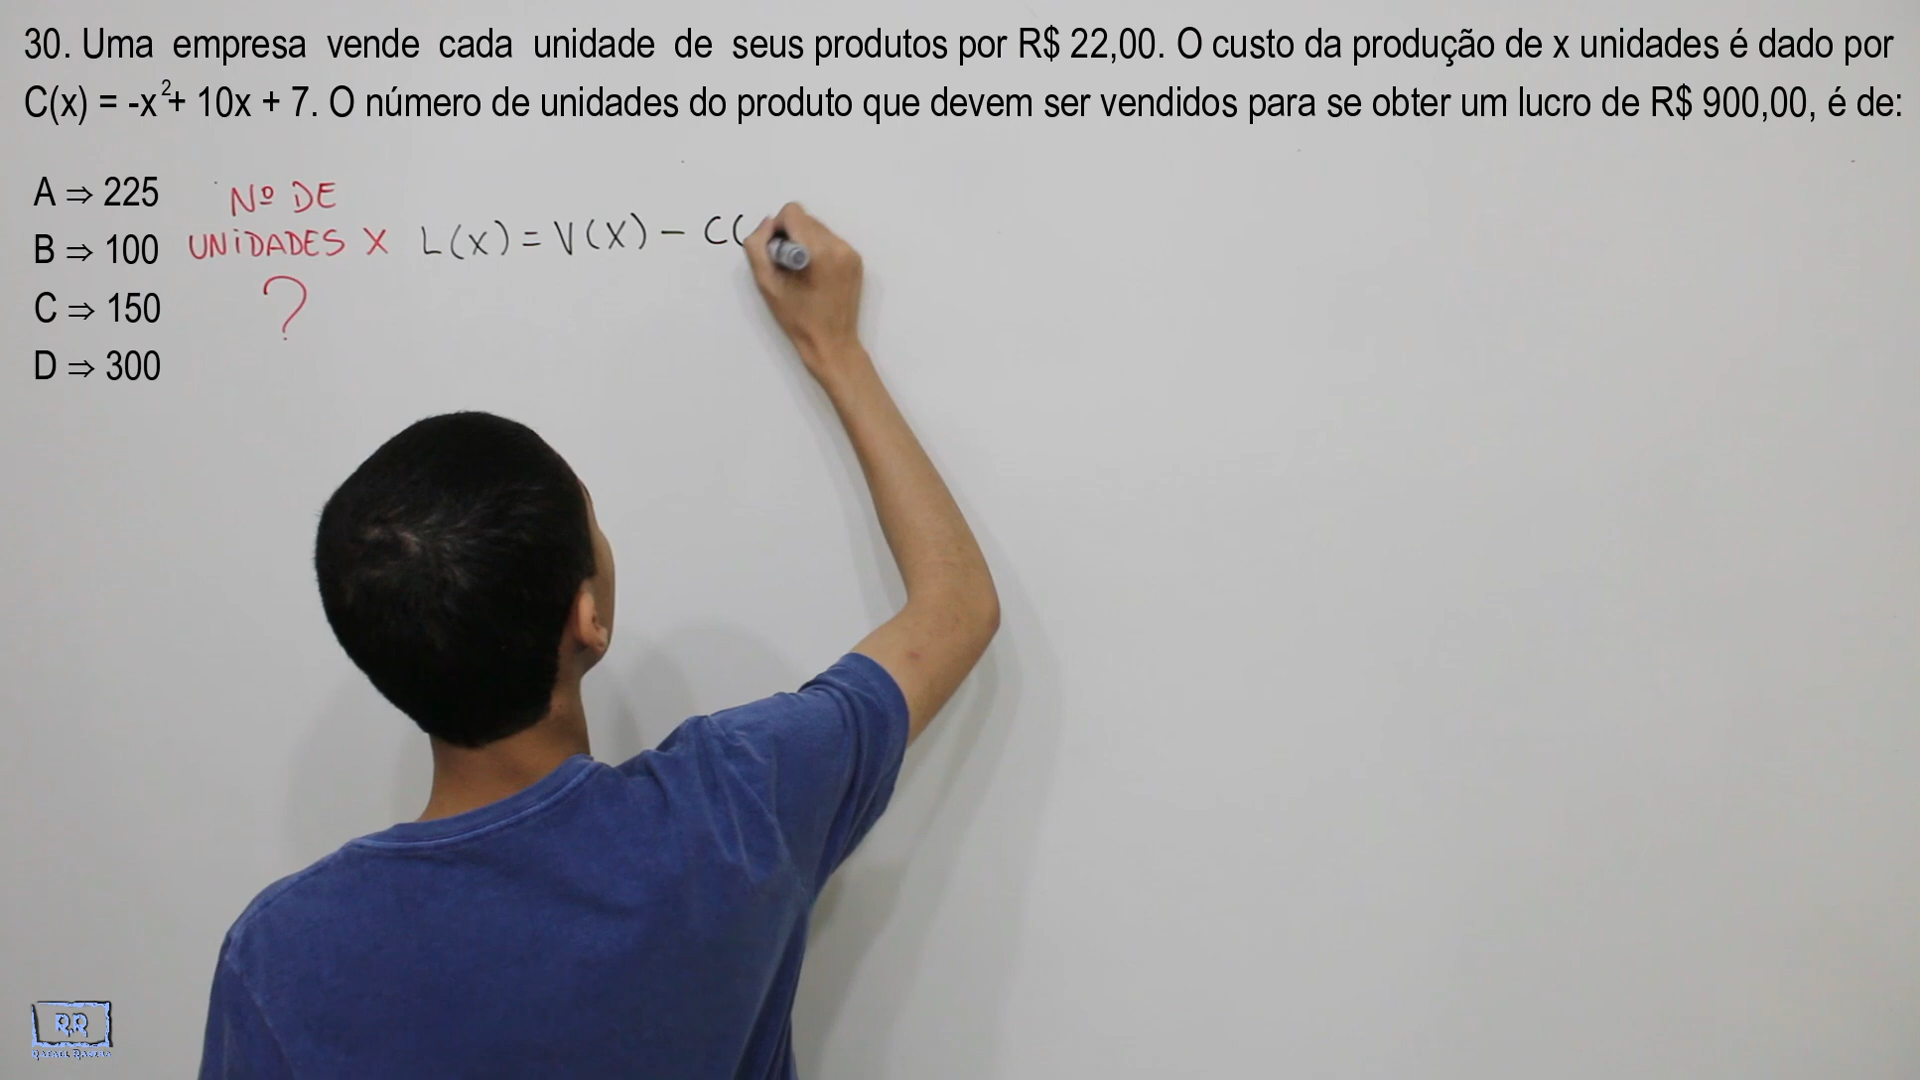 30. Uma empresa vende cada unidade de seus produtos por R$ 22,00. O custo da produção de x unidades é dado por
C(x) = -x²+ 10x + 7. O número de unidades do produto que devem ser vendidos para se obter um lucro de R$ 900,00, é de:
A ⇒ 225
B ⇒ 100
C ⇒ 150
D ⇒ 300
Nº DE
UNIDADES X
?
L(X) = V(X) - C(
RR
RAFAEL